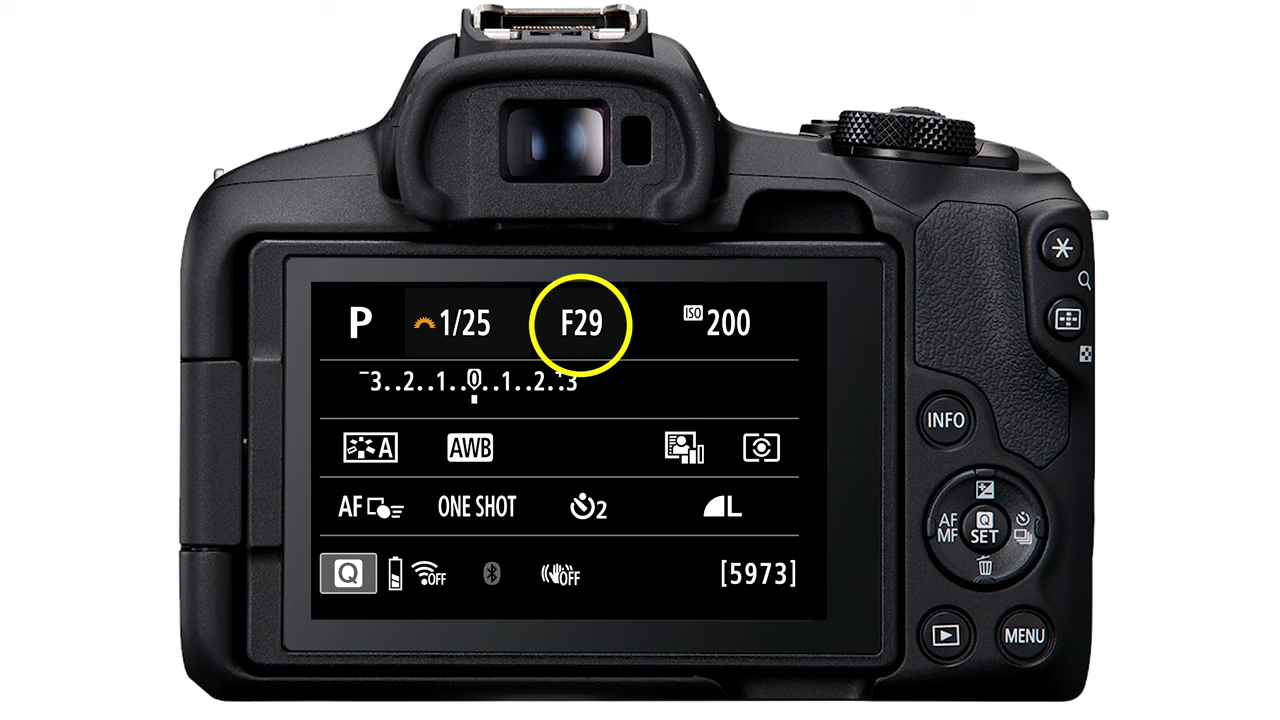 P 1/25 F29 ISO 200
-3..2..1..0..1..2..+3
A AWB
AF ONE SHOT 2 L
Q OFF OFF [5973]
INFO
AF
MF
Q
SET
MENU